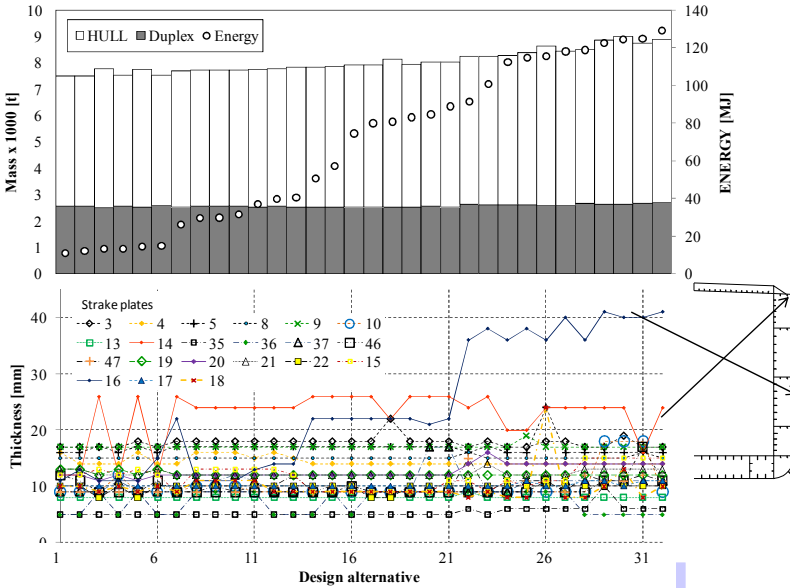 10 140
HULL Duplex Energy
9
120
8
100
7
6
80
5
60
4
3
40
2
20
1
0 0
Mass x 1000 [t]
ENERGY [MJ]
Strake plates
3 4 5 8 9 10
13 14 35 36 37 46
47 19 20 21 22 15
16 17 18
40
30
20
10
0
Thickness [mm]
1 6 11 16 21 26 31
Design alternative